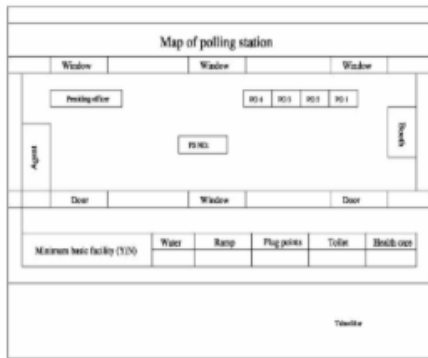 Map of polling station
Window Window Window
Presiding officer PO 4 PO 3 PO 2 PO 1
Booth
Agent
PS NO.
Door Window Door
Minimum basic facility (Y/N) Water Ramp Plug points Toilet Health care